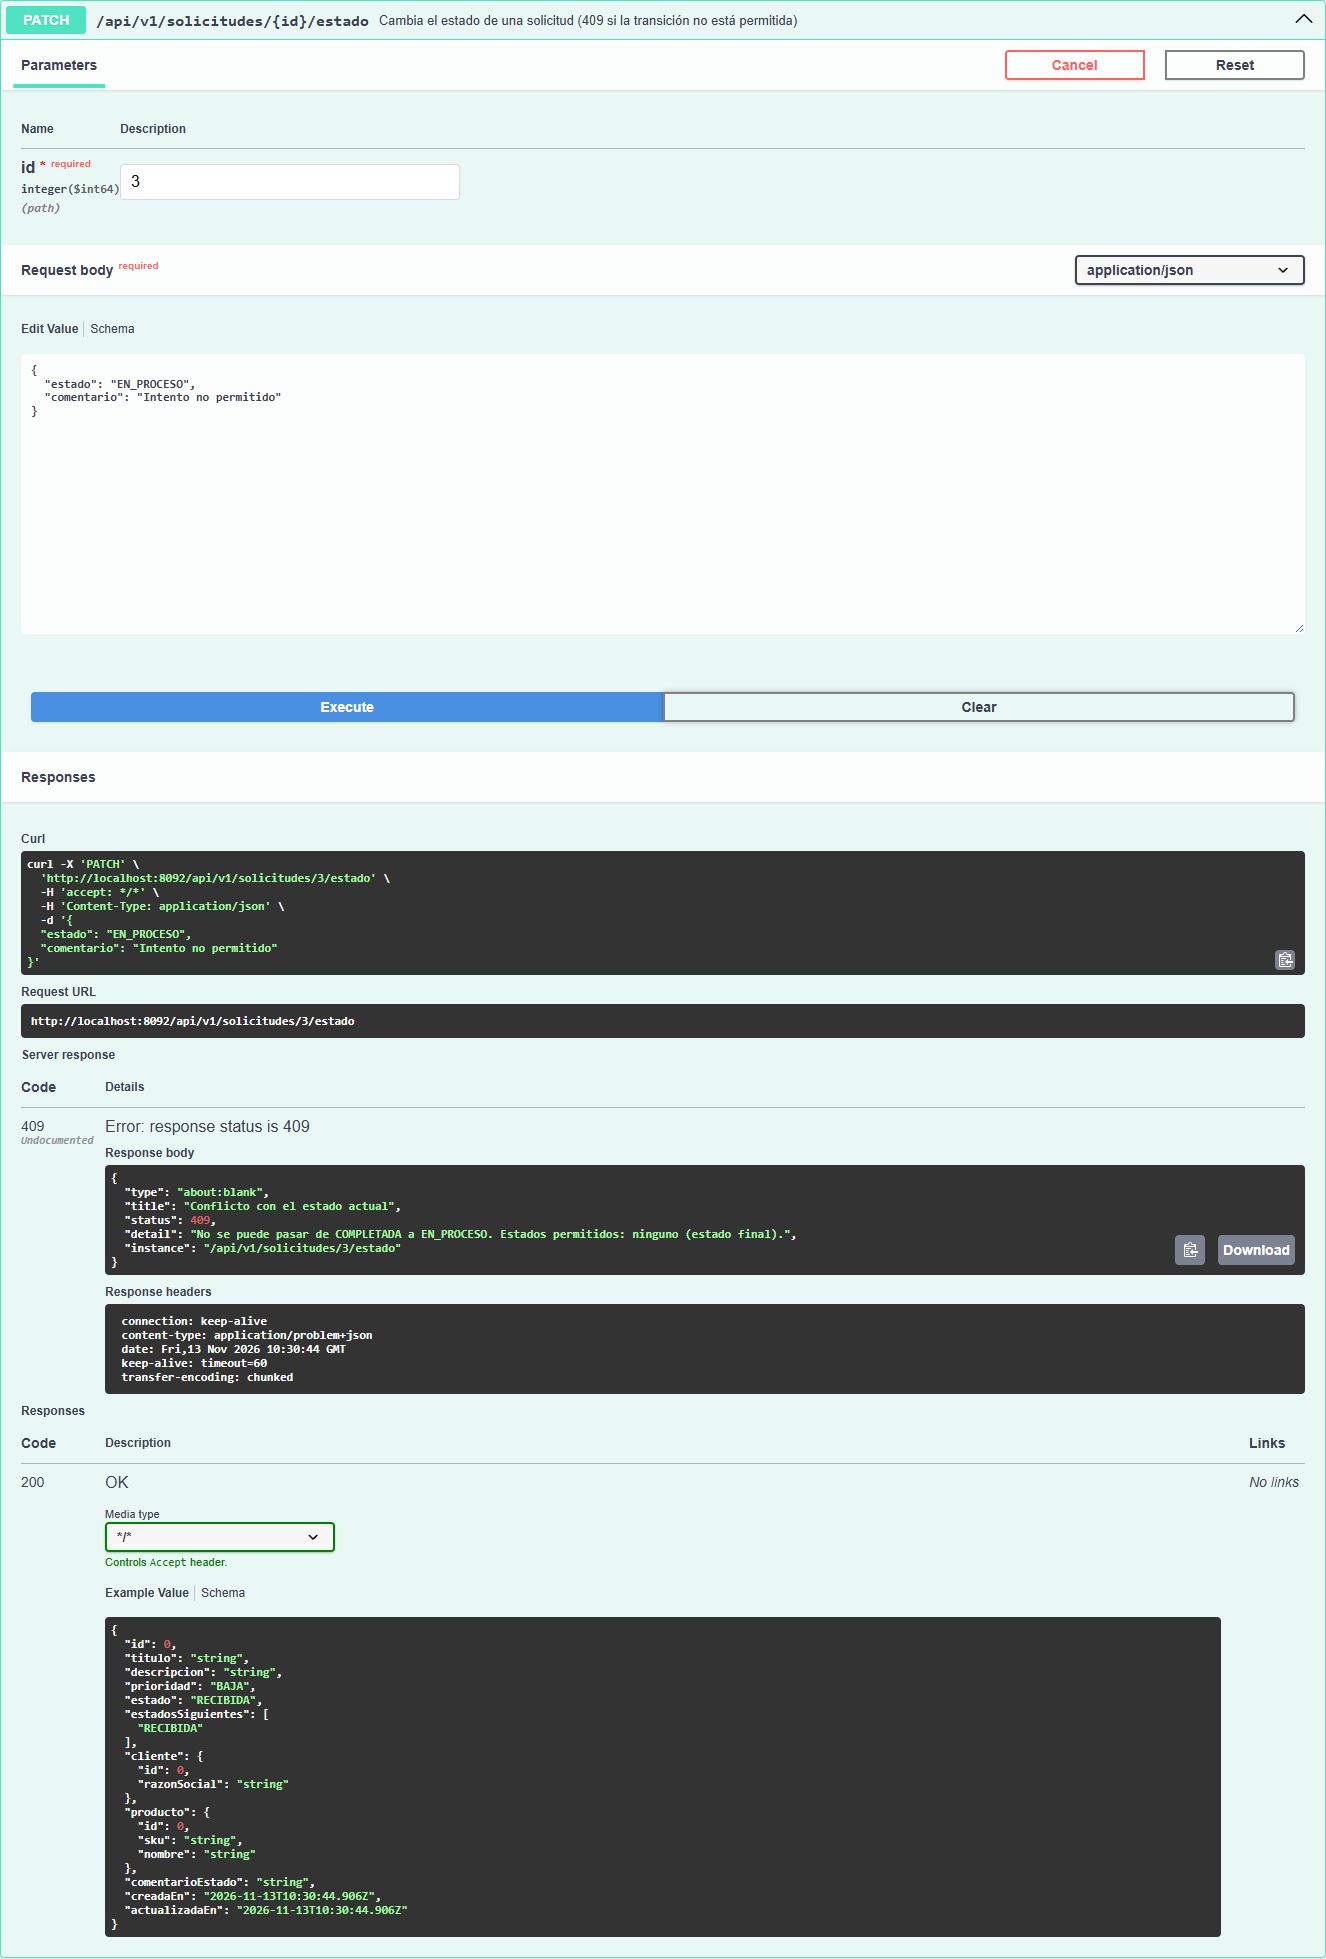 PATCH /api/v1/solicitudes/{id}/estado Cambia el estado de una solicitud (409 si la transición no está permitida)
Parameters
Cancel
Reset
Name Description
id * required
integer($int64)
(path)
3
Request body required
application/json
Edit Value Schema
{
  "estado": "EN_PROCESO",
  "comentario": "Intento no permitido"
}
Execute
Clear
Responses
Curl
curl -X 'PATCH' \
  'http://localhost:8092/api/v1/solicitudes/3/estado' \
  -H 'accept: */*' \
  -H 'Content-Type: application/json' \
  -d '{
  "estado": "EN_PROCESO",
  "comentario": "Intento no permitido"
}'
Request URL
http://localhost:8092/api/v1/solicitudes/3/estado
Server response
Code Details
409
Undocumented
Error: response status is 409
Response body
{
  "type": "about:blank",
  "title": "Conflicto con el estado actual",
  "status": 409,
  "detail": "No se puede pasar de COMPLETADA a EN_PROCESO. Estados permitidos: ninguno (estado final).",
  "instance": "/api/v1/solicitudes/3/estado"
}
Download
Response headers
connection: keep-alive
content-type: application/problem+json
date: Fri,13 Nov 2026 10:30:44 GMT
keep-alive: timeout=60
transfer-encoding: chunked
Responses
Code Description Links
200 OK No links
Media type
*/*
Controls Accept header.
Example Value Schema
{
  "id": 0,
  "titulo": "string",
  "descripcion": "string",
  "prioridad": "BAJA",
  "estado": "RECIBIDA",
  "estadosSiguientes": [
    "RECIBIDA"
  ],
  "cliente": {
    "id": 0,
    "razonSocial": "string"
  },
  "producto": {
    "id": 0,
    "sku": "string",
    "nombre": "string"
  },
  "comentarioEstado": "string",
  "creadaEn": "2026-11-13T10:30:44.906Z",
  "actualizadaEn": "2026-11-13T10:30:44.906Z"
}